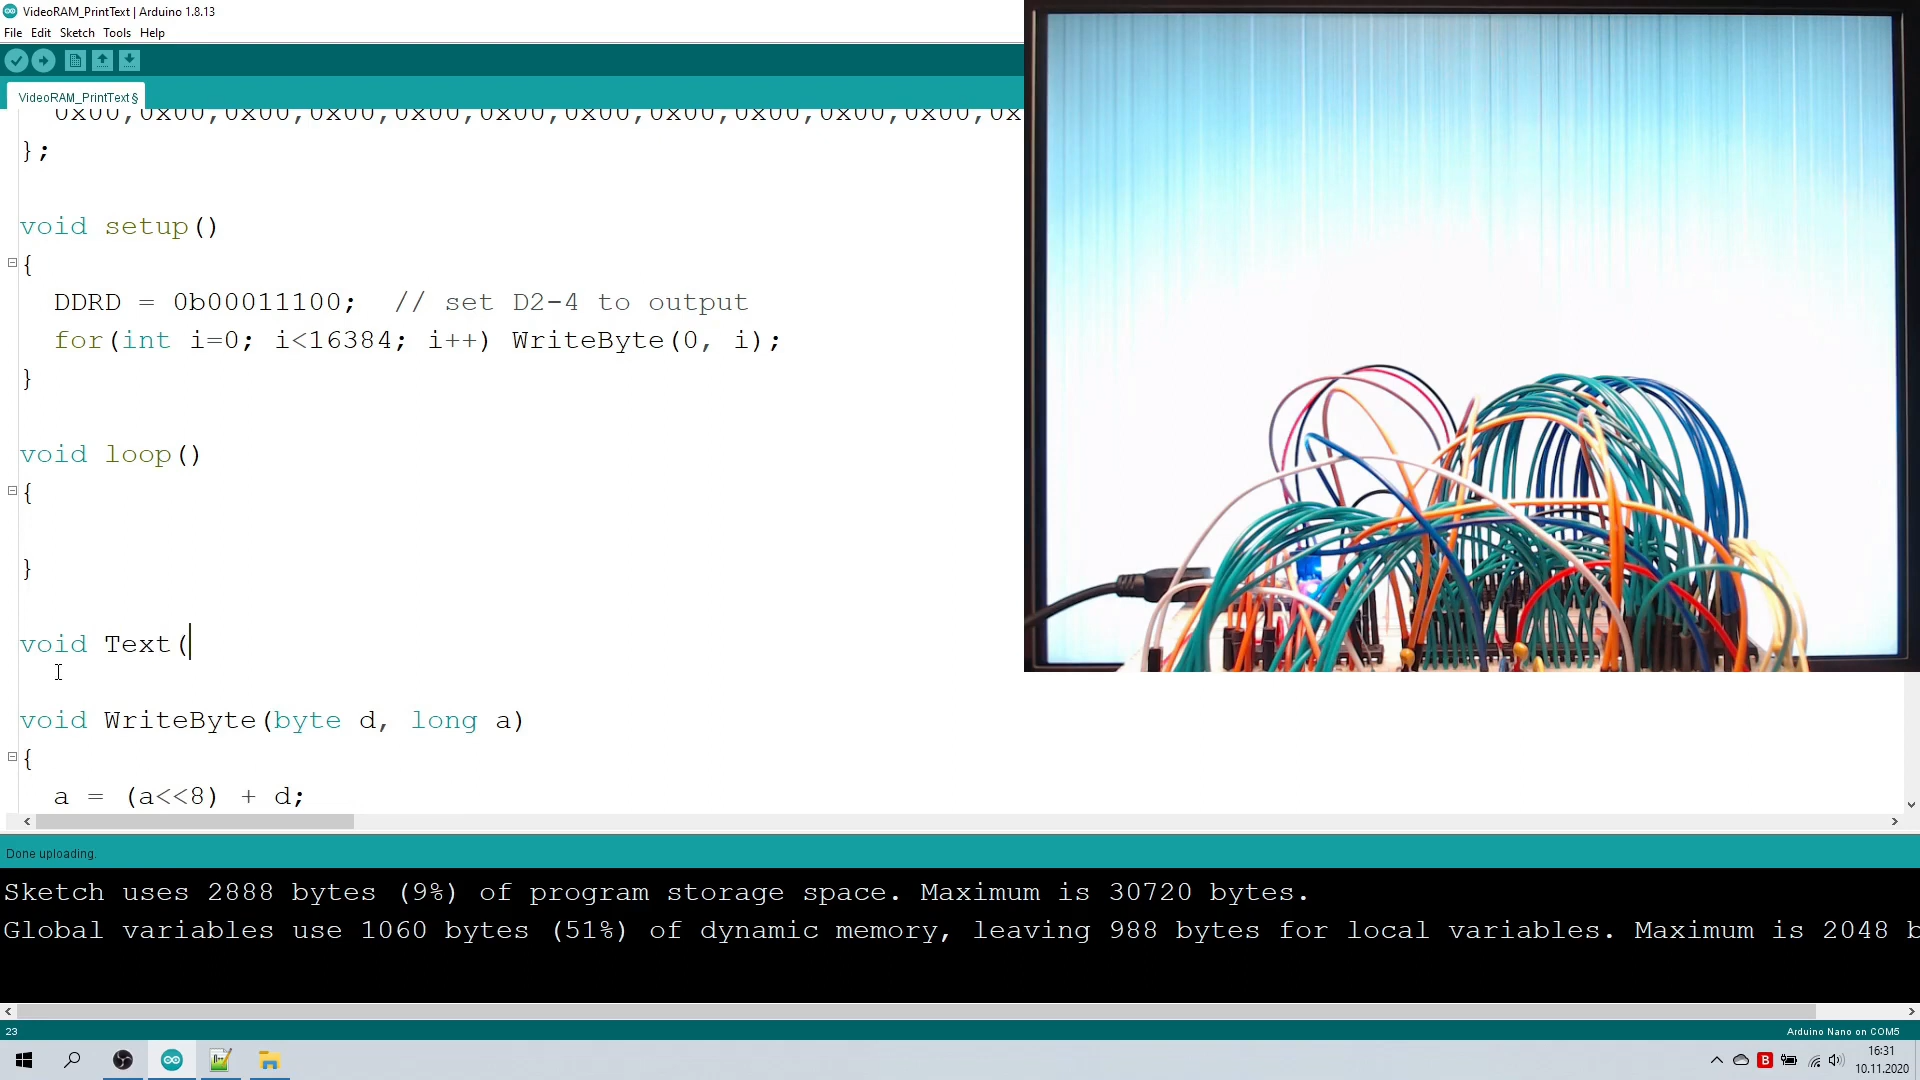 VideoRAM_PrintText | Arduino 1.8.13
File Edit Sketch Tools Help
VideoRAM_PrintText §
0x00,0x00,0x00,0x00,0x00,0x00,0x00,0x00,0x00,0x00,0x00,0x
};
void setup()
{
DDRD = 0b00011100; // set D2-4 to output
for(int i=0; i<16384; i++) WriteByte(0, i);
}
void loop()
{
}
void Text(
void WriteByte(byte d, long a)
{
a = (a<<8) + d;
Done uploading.
Sketch uses 2888 bytes (9%) of program storage space. Maximum is 30720 bytes.
Global variables use 1060 bytes (51%) of dynamic memory, leaving 988 bytes for local variables. Maximum is 2048 b
23
Arduino Nano on COM5
B
16:31
10.11.2020